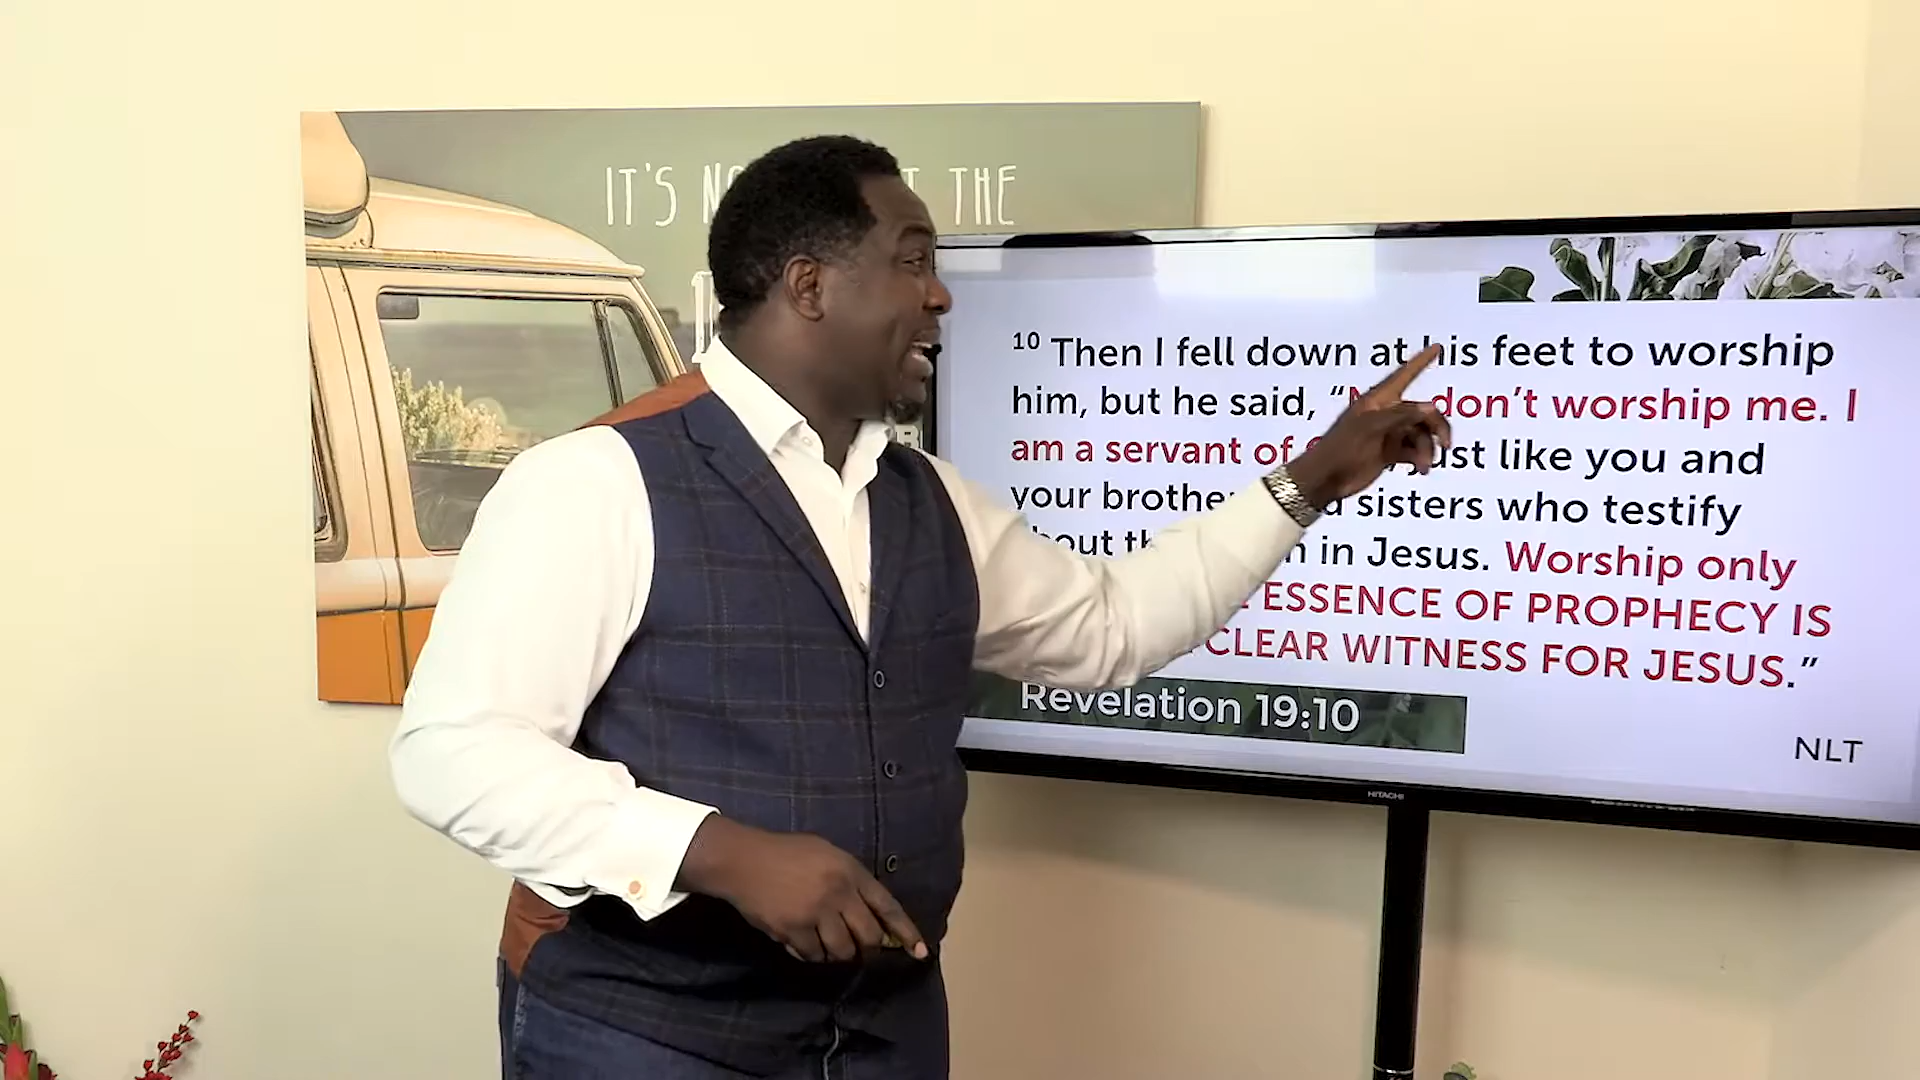 IT'S THE
10 Then I fell down at his feet to worship
him, but he said, “ don’t worship me. I
am a servant of just like you and
your sisters who testify
in Jesus. Worship only
ESSENCE OF PROPHECY IS
CLEAR WITNESS FOR JESUS.”
Revelation 19:10
NLT
HITACHI